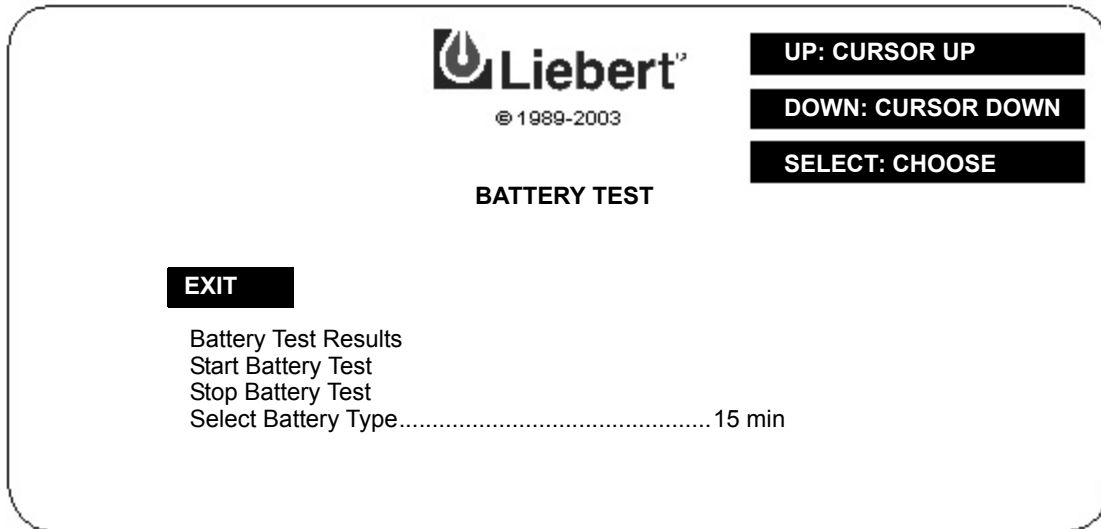 Liebert
© 1989-2003
UP: CURSOR UP
DOWN: CURSOR DOWN
SELECT: CHOOSE
BATTERY TEST
EXIT
Battery Test Results
Start Battery Test
Stop Battery Test
Select Battery Type...............................................15 min